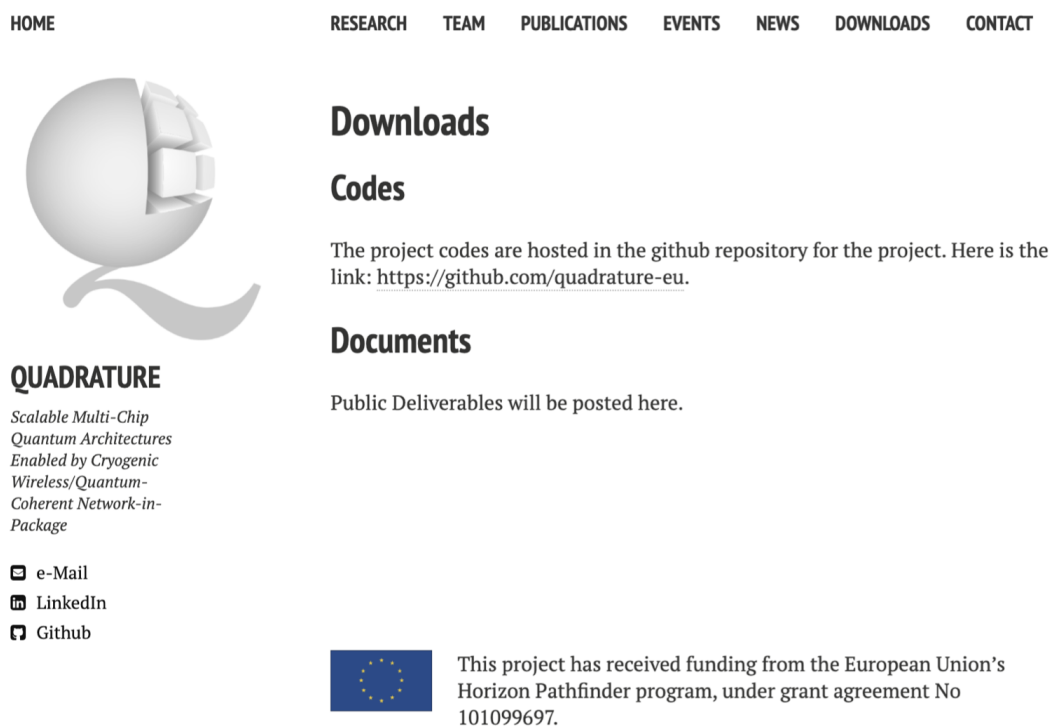 HOME RESEARCH TEAM PUBLICATIONS EVENTS NEWS DOWNLOADS CONTACT
QUADRATURE
Scalable Multi-Chip
Quantum Architectures
Enabled by Cryogenic
Wireless/Quantum-
Coherent Network-in-
Package
e-Mail
LinkedIn
Github
Downloads
Codes
The project codes are hosted in the github repository for the project. Here is the
link: https://github.com/quadrature-eu.
Documents
Public Deliverables will be posted here.
This project has received funding from the European Union’s
Horizon Pathfinder program, under grant agreement No
101099697.